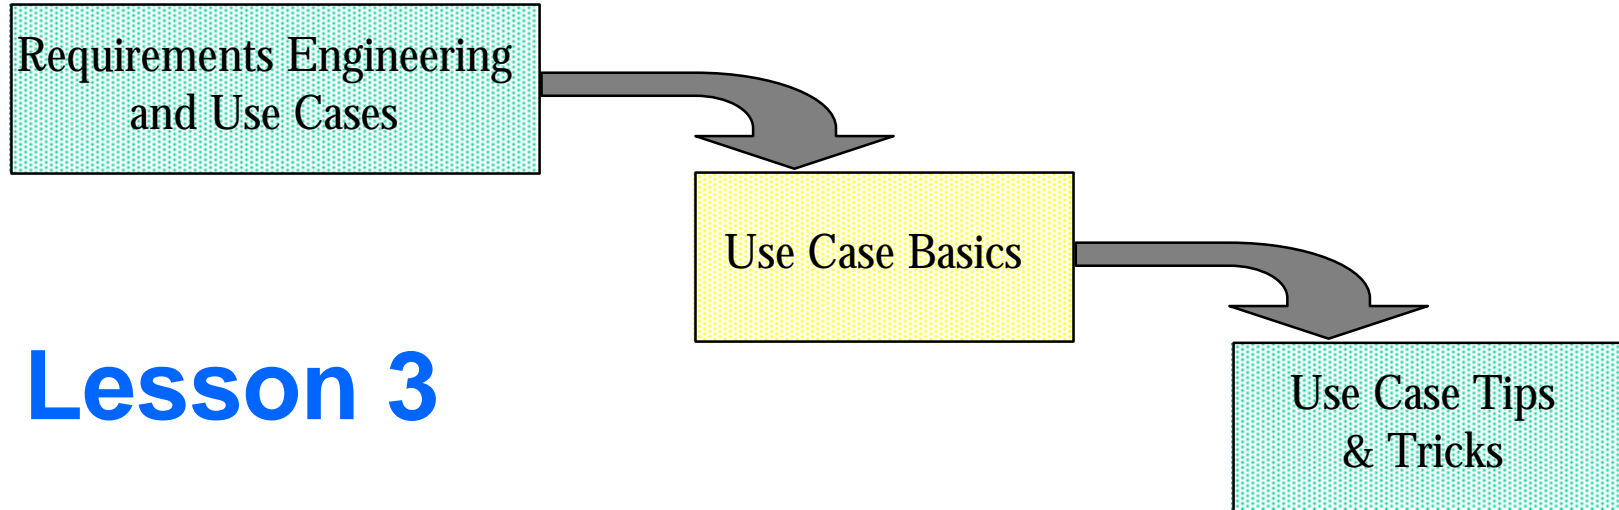 Requirements Engineering
and Use Cases
Use Case Basics
Lesson 3
Use Case Tips
& Tricks